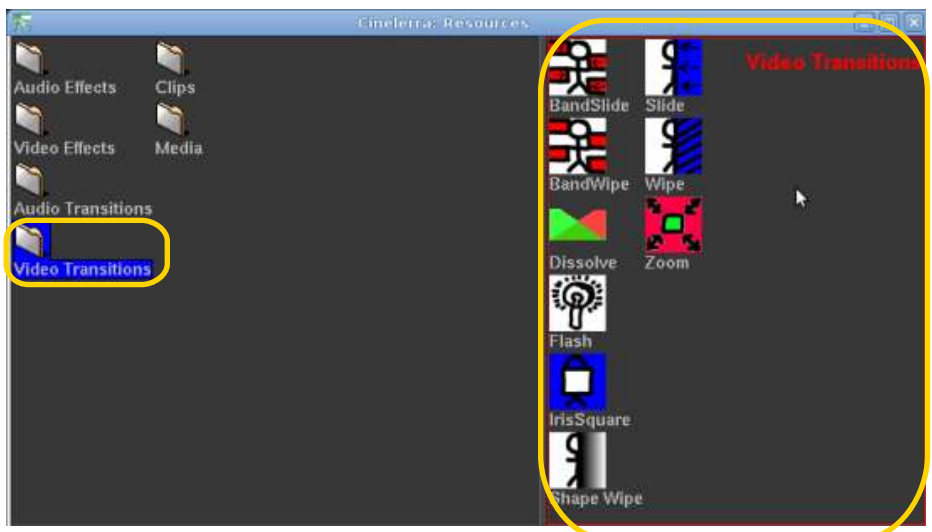 Cinelerra: Resources
Audio Effects
Clips
Video Effects
Media
Audio Transitions
Video Transitions
Video Transitions
BandSlide
Slide
BandWipe
Wipe
Dissolve
Zoom
Flash
IrisSquare
Shape Wipe